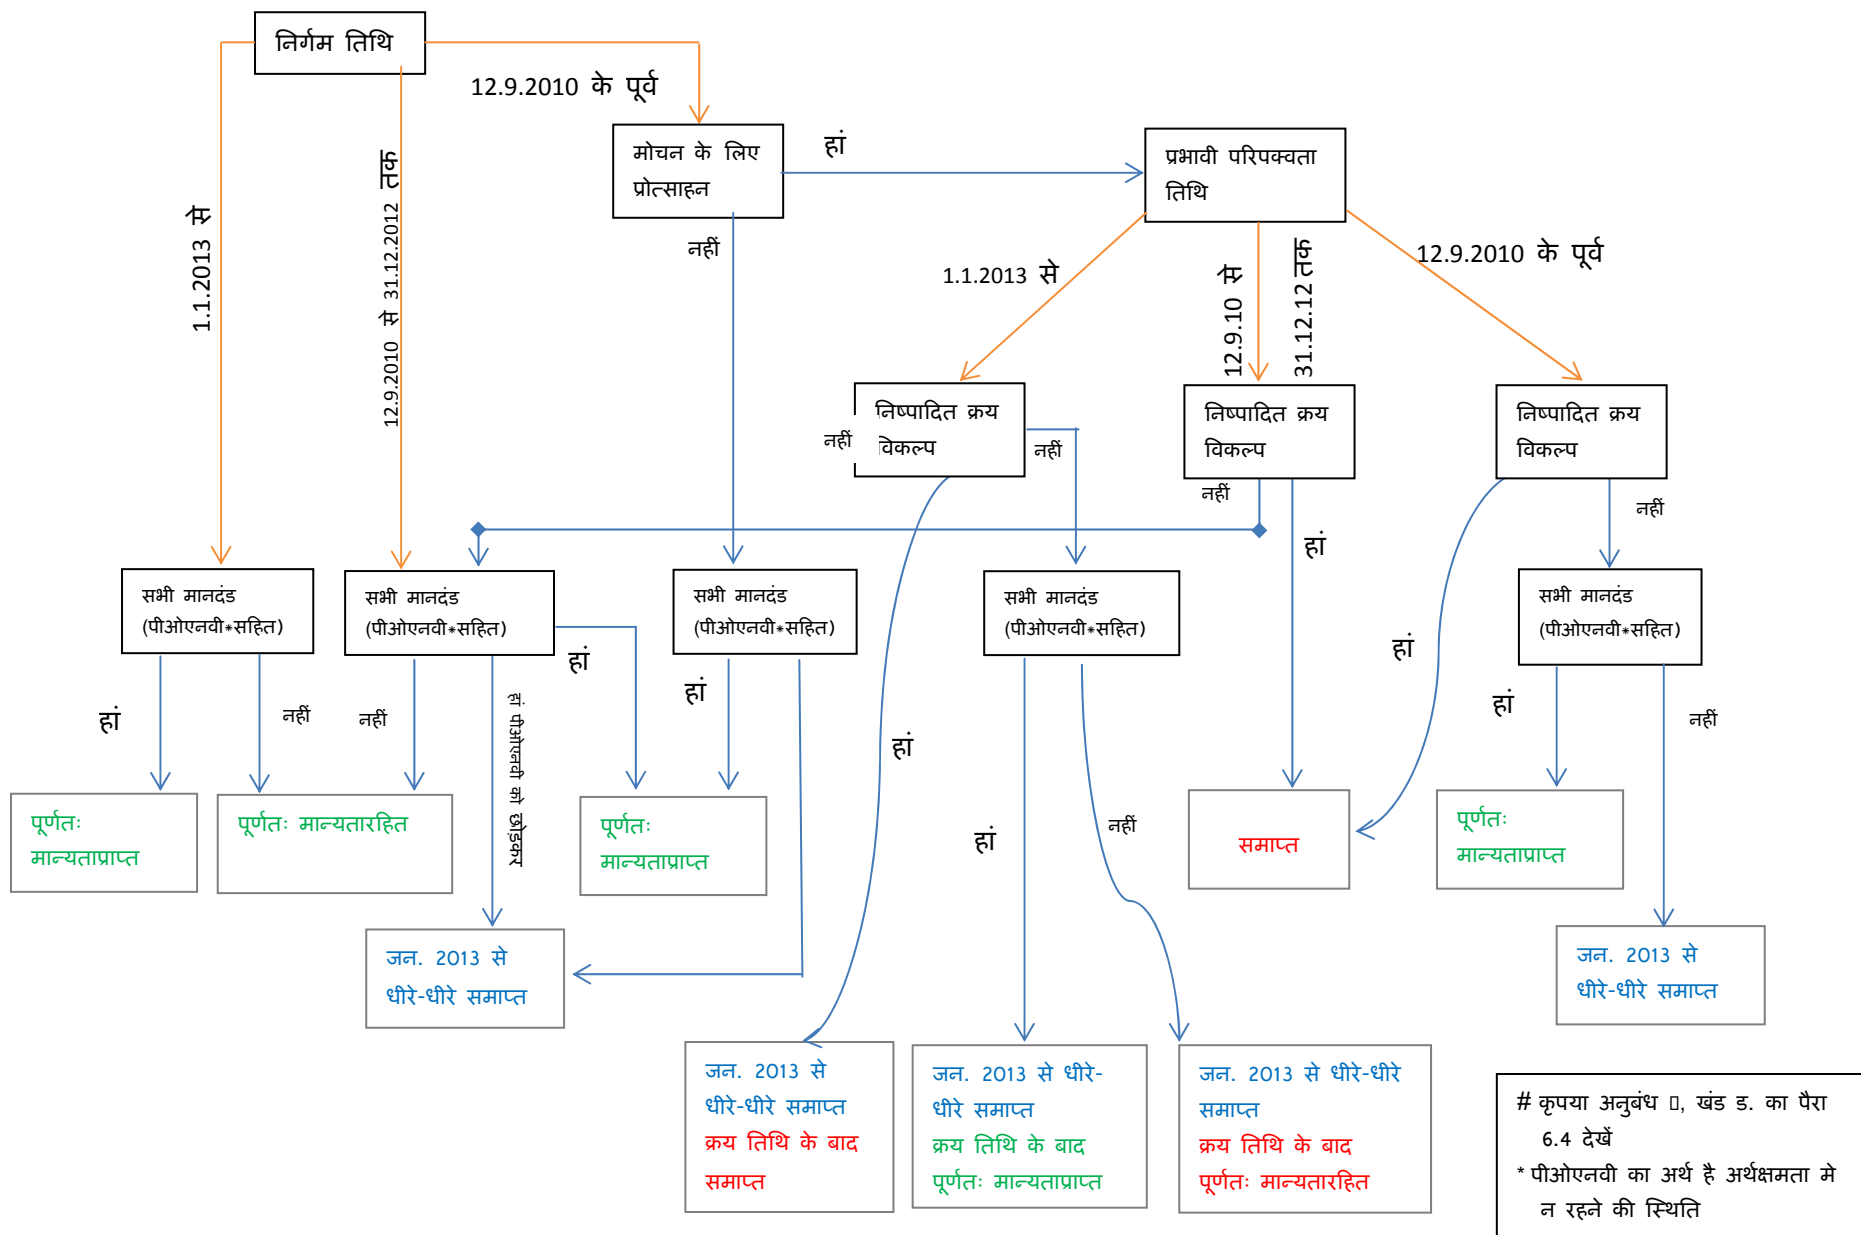 निर्गम तिथि
12.9.2010 के पूर्व
मोचन के लिए
प्रोत्साहन
हां
प्रभावी परिपक्वता
तिथि
1.1.2013 से
12.9.2010 से 31.12.2012 तक
नहीं
1.1.2013 से
12.9.10 से
31.12.12 तक
12.9.2010 के पूर्व
निष्पादित क्रय
विकल्प
नहीं
नहीं
निष्पादित क्रय
विकल्प
नहीं
हां
निष्पादित क्रय
विकल्प
नहीं
हां
सभी मानदंड
(पीओएनवी*सहित)
सभी मानदंड
(पीओएनवी*सहित)
सभी मानदंड
(पीओएनवी*सहित)
सभी मानदंड
(पीओएनवी*सहित)
सभी मानदंड
(पीओएनवी*सहित)
हां
नहीं
नहीं
हां पीओएनवी को छोड़कर
हां
हां
हां
हां
नहीं
हां
नहीं
पूर्णतः
मान्यताप्राप्त
पूर्णतः मान्यतारहित
पूर्णतः
मान्यताप्राप्त
समाप्त
पूर्णतः
मान्यताप्राप्त
जन. 2013 से
धीरे-धीरे समाप्त
जन. 2013 से
धीरे-धीरे समाप्त
जन. 2013 से
धीरे-धीरे समाप्त
क्रय तिथि के बाद
समाप्त
जन. 2013 से धीरे-
धीरे समाप्त
क्रय तिथि के बाद
पूर्णतः मान्यताप्राप्त
जन. 2013 से धीरे-धीरे
समाप्त
क्रय तिथि के बाद
पूर्णतः मान्यतारहित
# कृपया अनुबंध , खंड ड. का पैरा
6.4 देखें
* पीओएनवी का अर्थ है अर्थक्षमता मे
न रहने की स्थिति